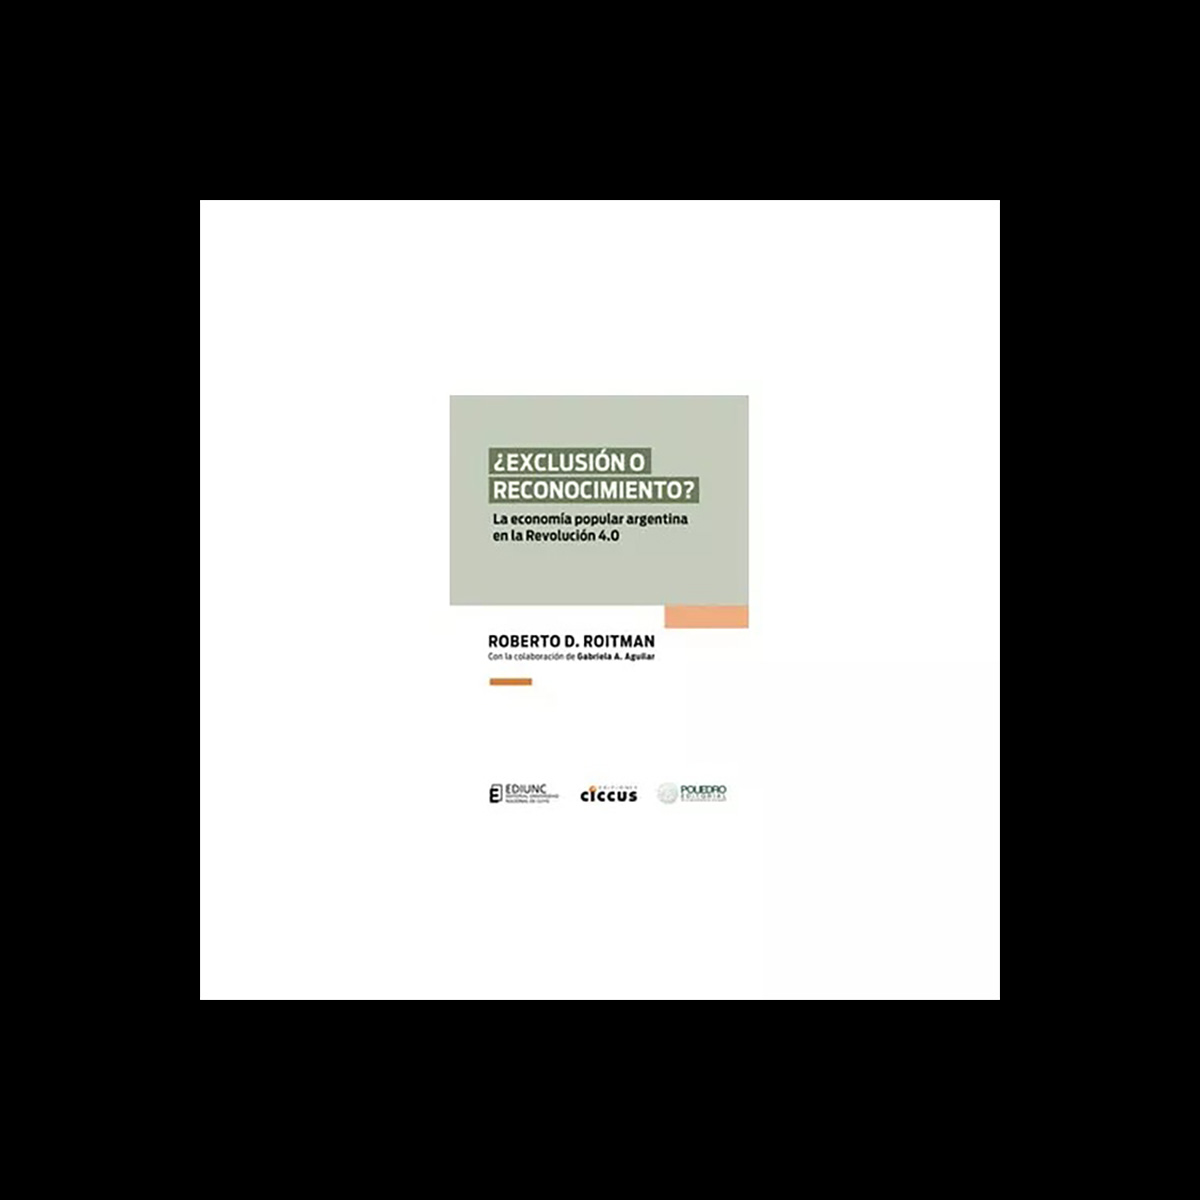 ¿EXCLUSIÓN O
RECONOCIMIENTO?
La economía popular argentina
en la Revolución 4.0
ROBERTO D. ROITMAN
Con la colaboración de Gabriela A. Aguilar
EDIUNC
EDITORIAL UNIVERSIDAD
NACIONAL DE CUYO
EDICIONES
CICCUS
POLIEDRO
EDITORIAL